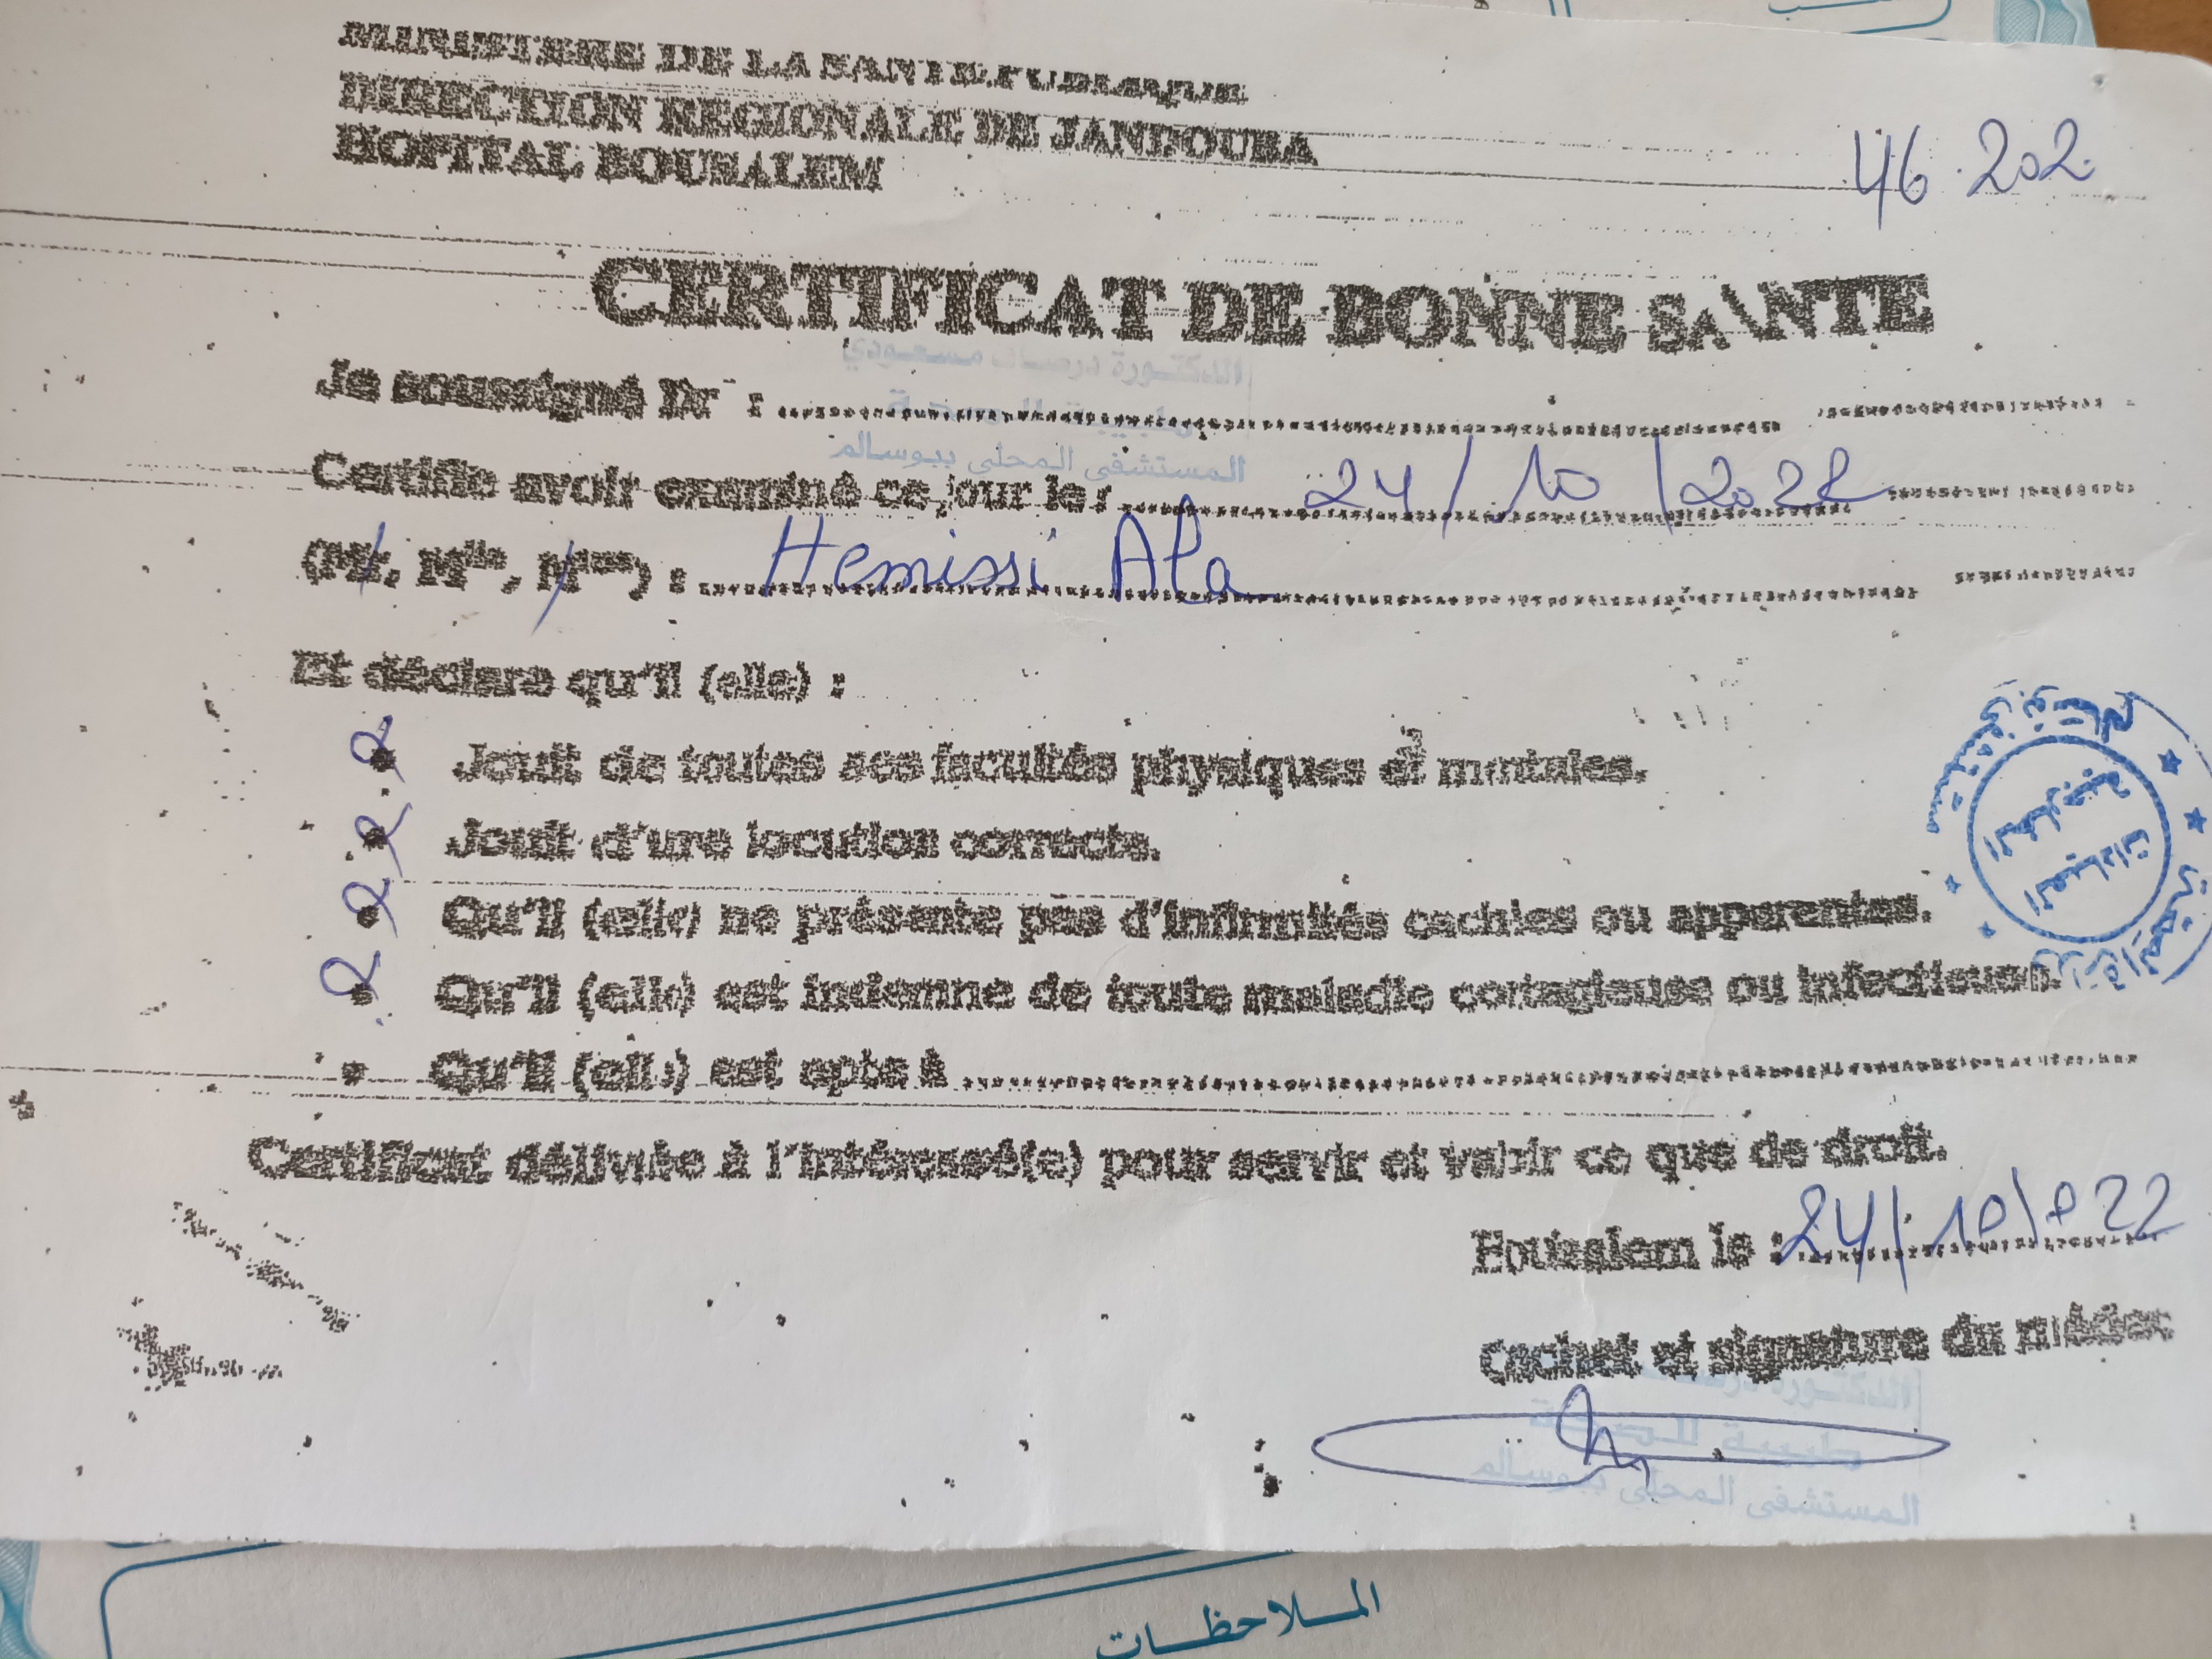 MINISTERE DE LA SANTE PUBLIQUE
DIRECTION REGIONALE DE JANDOUBA
HOPITAL BOUSALEM
46.202
CERTIFICAT DE BONNE SANTE
Je soussigné Dr :
المستشفى المحلي ببوسالم
Certifie avoir examiné ce jour le : 24/10/2022
(Mr, Mlle, Mme) : Hemissi Ala
Et déclare qu'il (elle) :
Jouit de toutes ses facultés physiques et mentales.
Jouit d'une locution correcte.
Qu'il (elle) ne présente pas d'infirmités cachées ou apparentes.
Qu'il (elle) est indemne de toute maladie contagieuse ou infectieuse.
Qu'il (elle) est apte à
العيادات
الخارجية
Certificat délivrée à l'intéressé(e) pour servir et valoir ce que de droit.
Bousalem le : 24/10/022
Cachet et signature du médec
المستشفى المحلي ببوسالم
الملاحظات